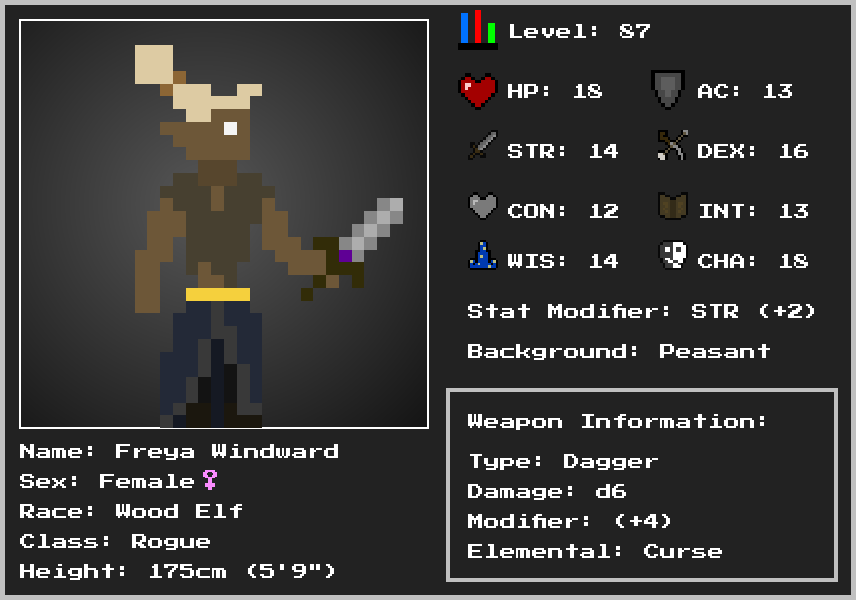 Level: 87
HP: 18 AC: 13
STR: 14 DEX: 16
CON: 12 INT: 13
WIS: 14 CHA: 18
Stat Modifier: STR (+2)
Background: Peasant
Weapon Information:
Type: Dagger
Damage: d6
Modifier: (+4)
Elemental: Curse
Name: Freya Windward
Sex: Female♀
Race: Wood Elf
Class: Rogue
Height: 175cm (5'9")